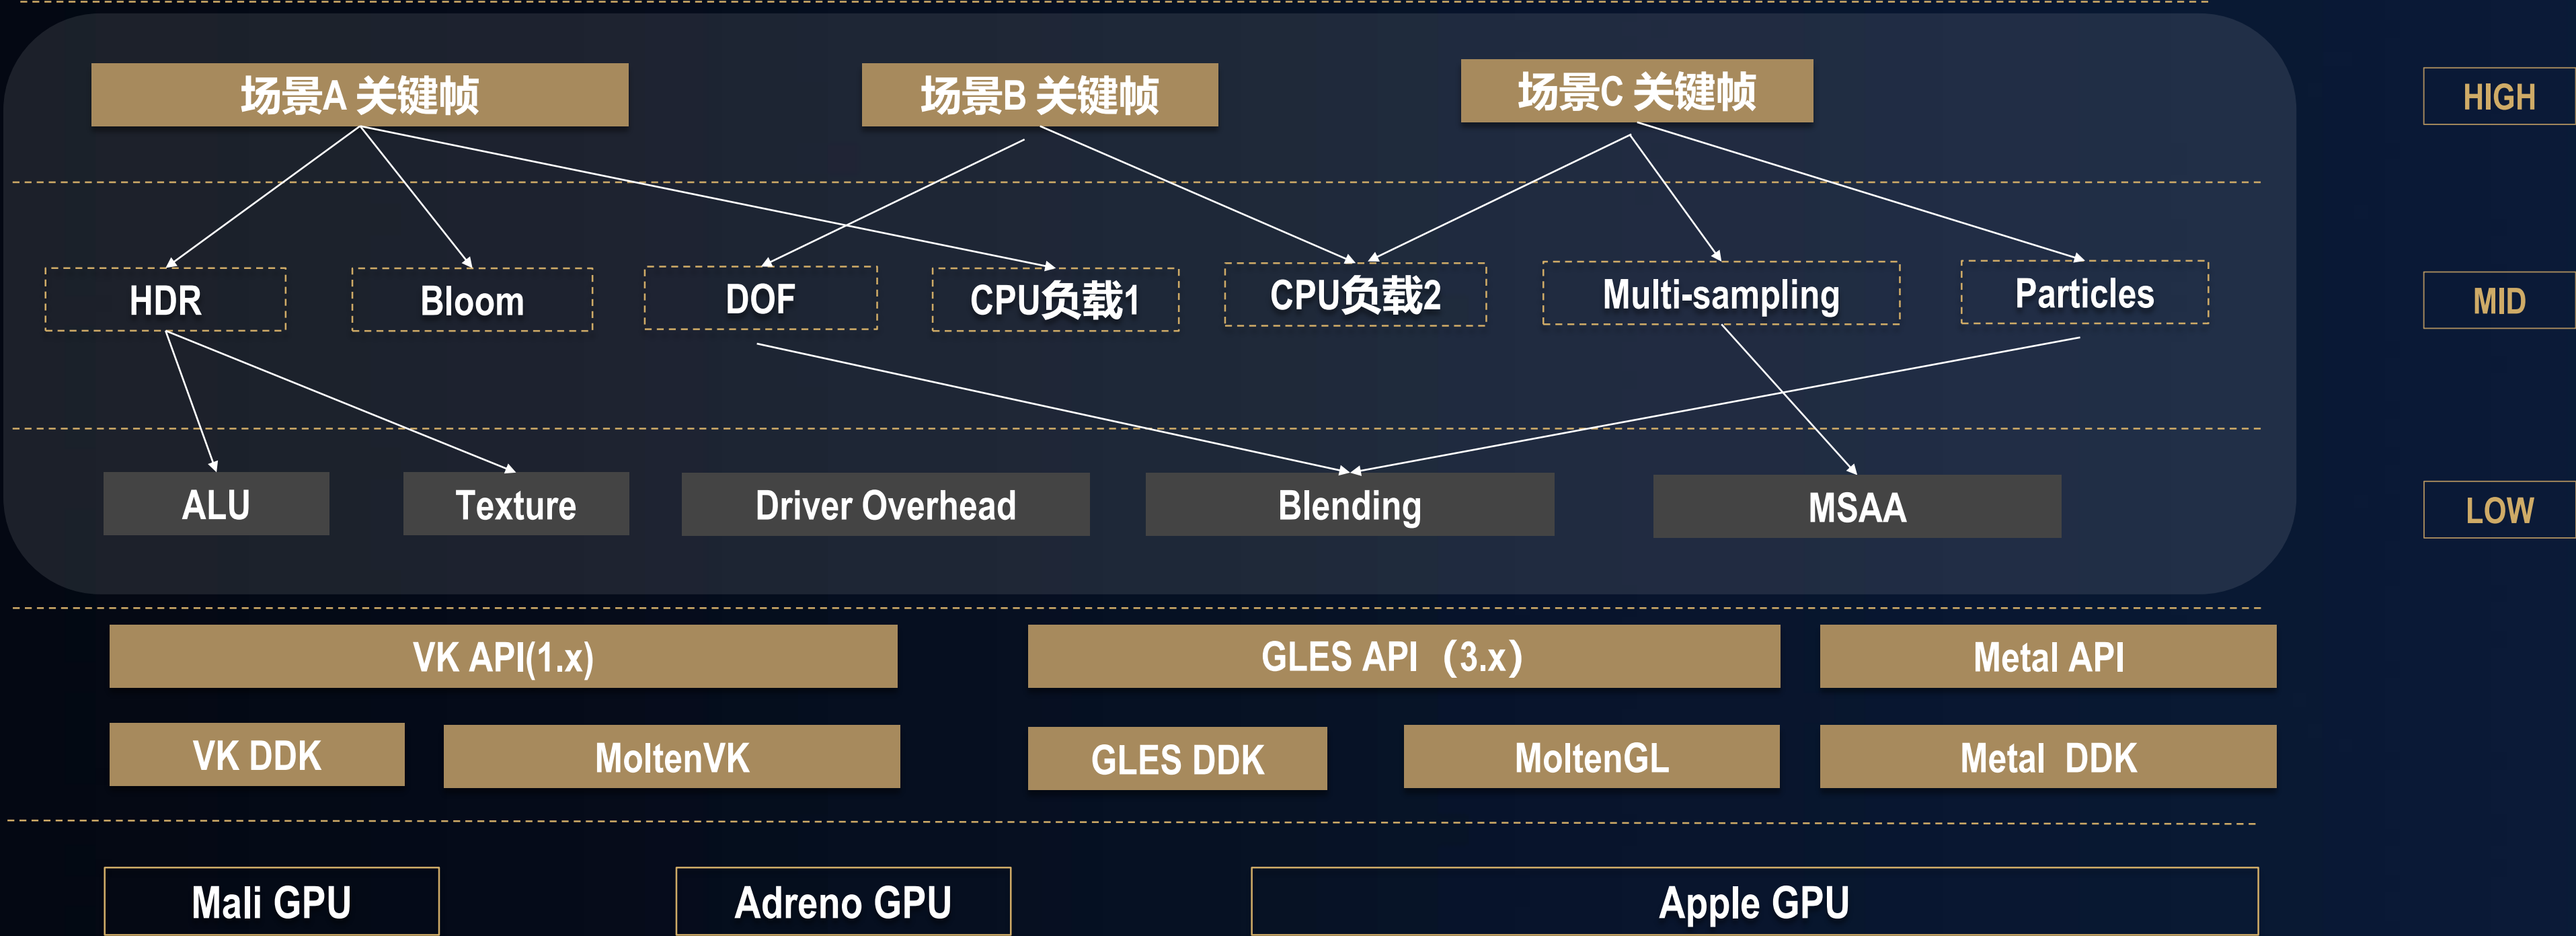 场景A 关键帧
场景B 关键帧
场景C 关键帧
HIGH
HDR
Bloom
DOF
CPU负载1
CPU负载2
Multi-sampling
Particles
MID
ALU
Texture
Driver Overhead
Blending
MSAA
LOW
VK API(1.x)
GLES API（3.x）
Metal API
VK DDK
MoltenVK
GLES DDK
MoltenGL
Metal DDK
Mali GPU
Adreno GPU
Apple GPU